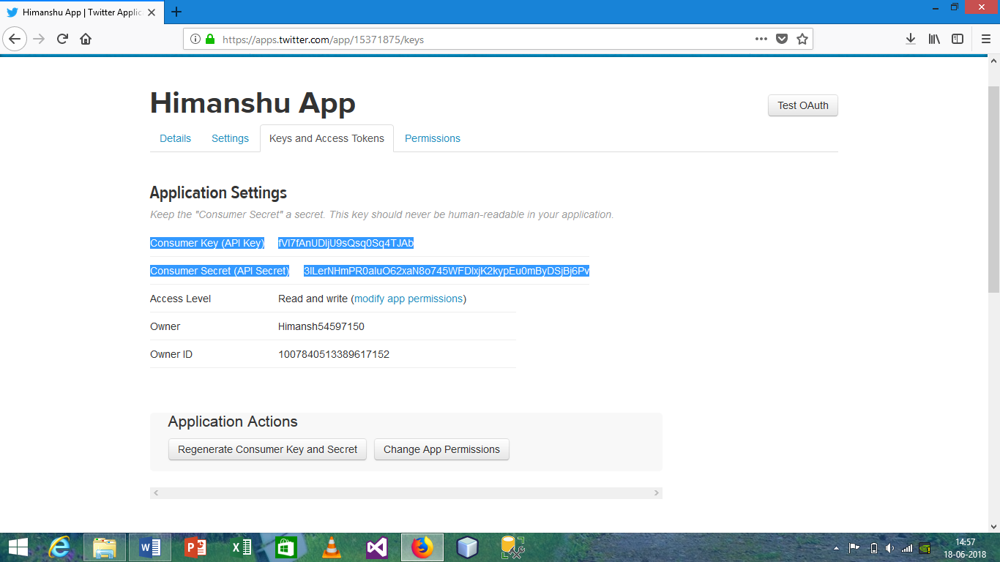 Himanshu App | Twitter Applic
https://apps.twitter.com/app/15371875/keys
Himanshu App
Test OAuth
Details Settings Keys and Access Tokens Permissions
Application Settings
Keep the "Consumer Secret" a secret. This key should never be human-readable in your application.
Consumer Key (API Key)
Consumer Secret (API Secret)
Access Level Read and write (modify app permissions)
Owner Himansh54597150
Owner ID 1007840513389617152
Application Actions
Regenerate Consumer Key and Secret Change App Permissions
14:57
18-06-2018